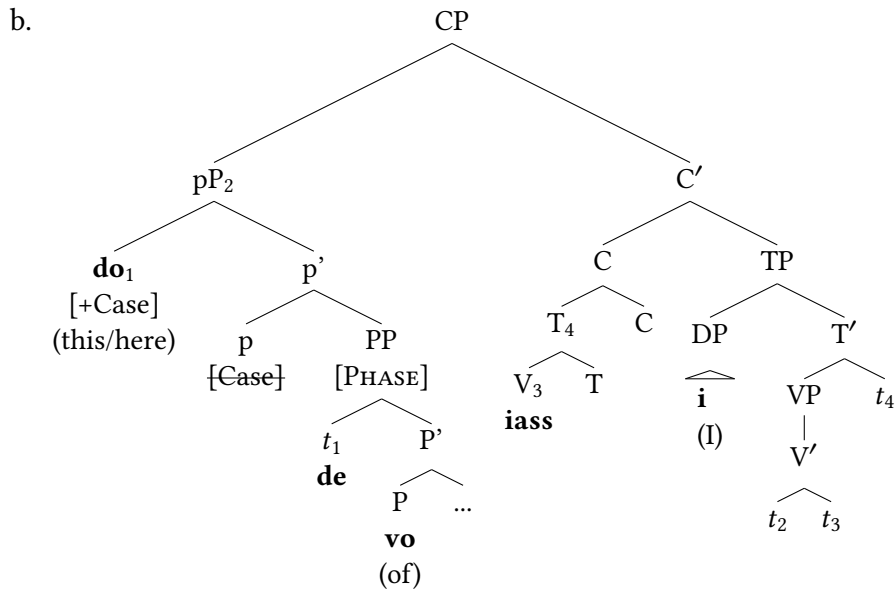 b.
CP
pP₂ C′
do₁ p’ C TP
[+Case]
(this/here) p PP T₄ C DP T′
[Case] [Phase] V₃ T i VP t₄
iass (I)
t₁ P’ V′
de
P ... t₂ t₃
vo
(of)